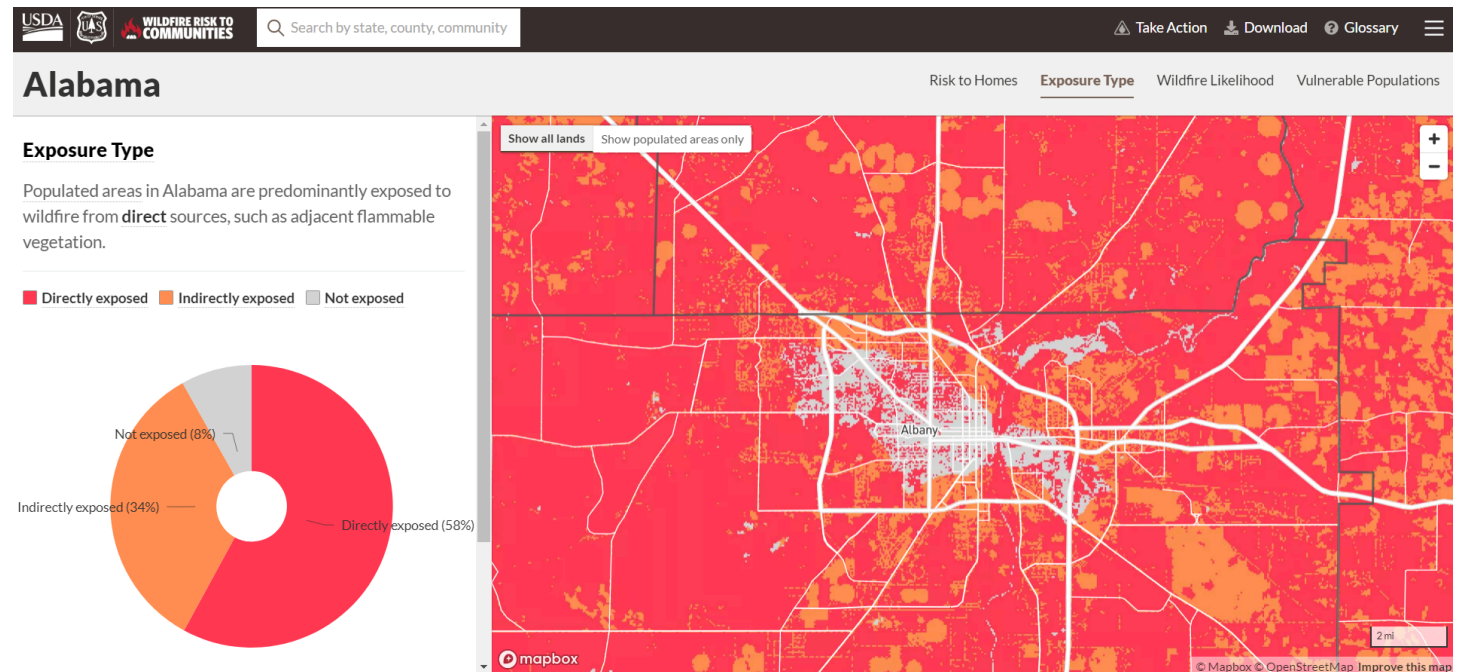 USDA
UAS
WILDFIRE RISK TO
COMMUNITIES
Search by state, county, community
Take Action
Download
Glossary
Alabama
Risk to Homes
Exposure Type
Wildfire Likelihood
Vulnerable Populations
Exposure Type
Populated areas in Alabama are predominantly exposed to
wildfire from direct sources, such as adjacent flammable
vegetation.
Directly exposed
Indirectly exposed
Not exposed
Not exposed (8%)
Indirectly exposed (34%)
Directly exposed (58%)
Show all lands
Show populated areas only
+
−
Albany
2 mi
mapbox
© Mapbox © OpenStreetMap Improve this map